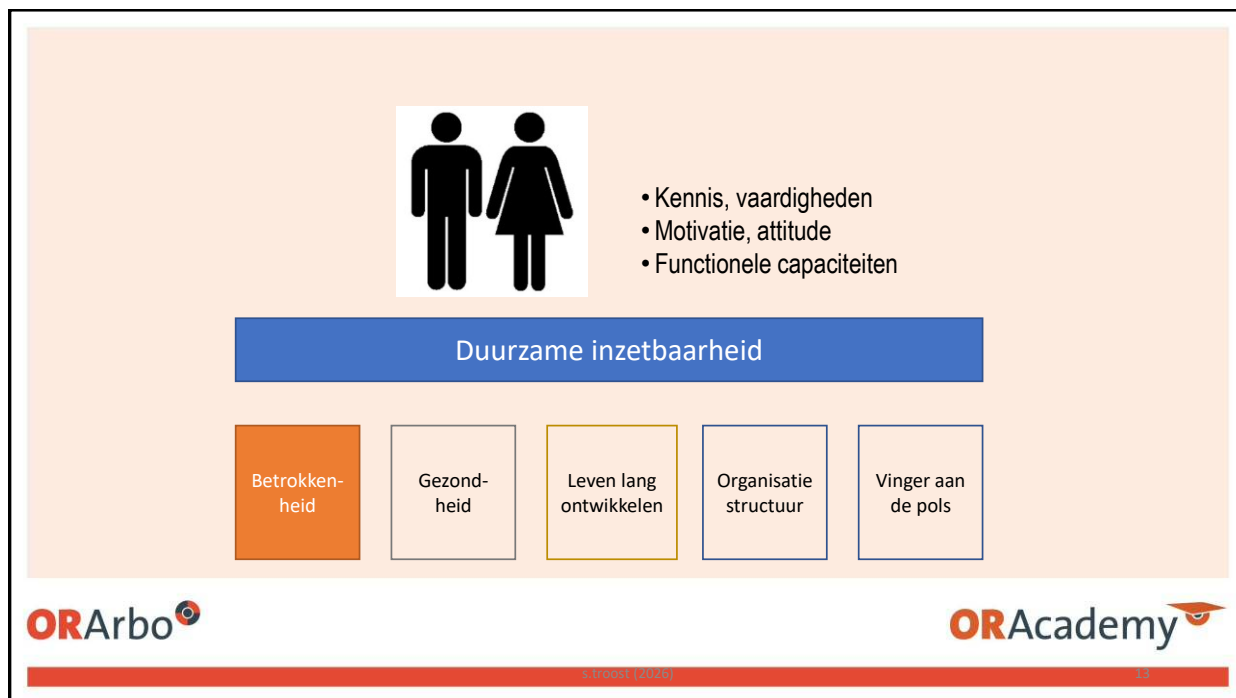 • Kennis, vaardigheden
• Motivatie, attitude
• Functionele capaciteiten
Duurzame inzetbaarheid
Betrokken-
heid
Gezond-
heid
Leven lang
ontwikkelen
Organisatie
structuur
Vinger aan
de pols
ORArbo
ORAcademy
s.troost (2026)
13